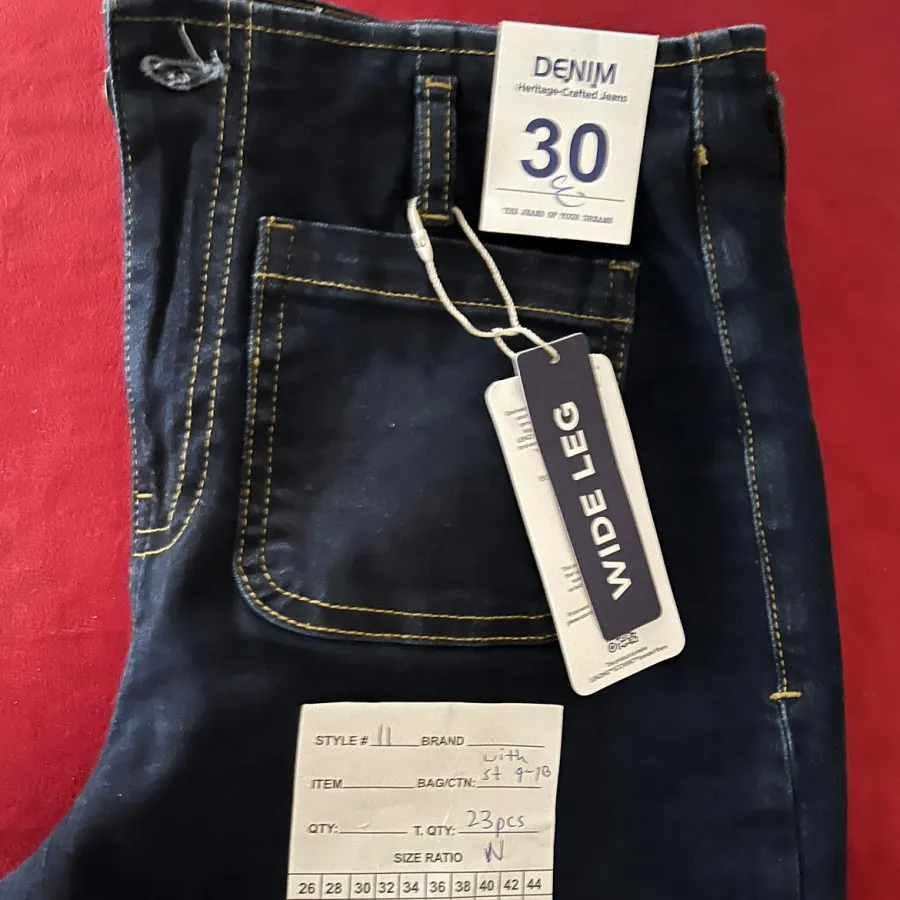 DENIM
Heritage-Crafted Jeans
30
THE JEANS OF YOUR DREAMS
WIDE LEG
STYLE # 11 BRAND
with
ITEM BAG/CTN: st 9-7B
QTY: T. QTY: 23pcs
SIZE RATIO N
26 28 30 32 34 36 38 40 42 44